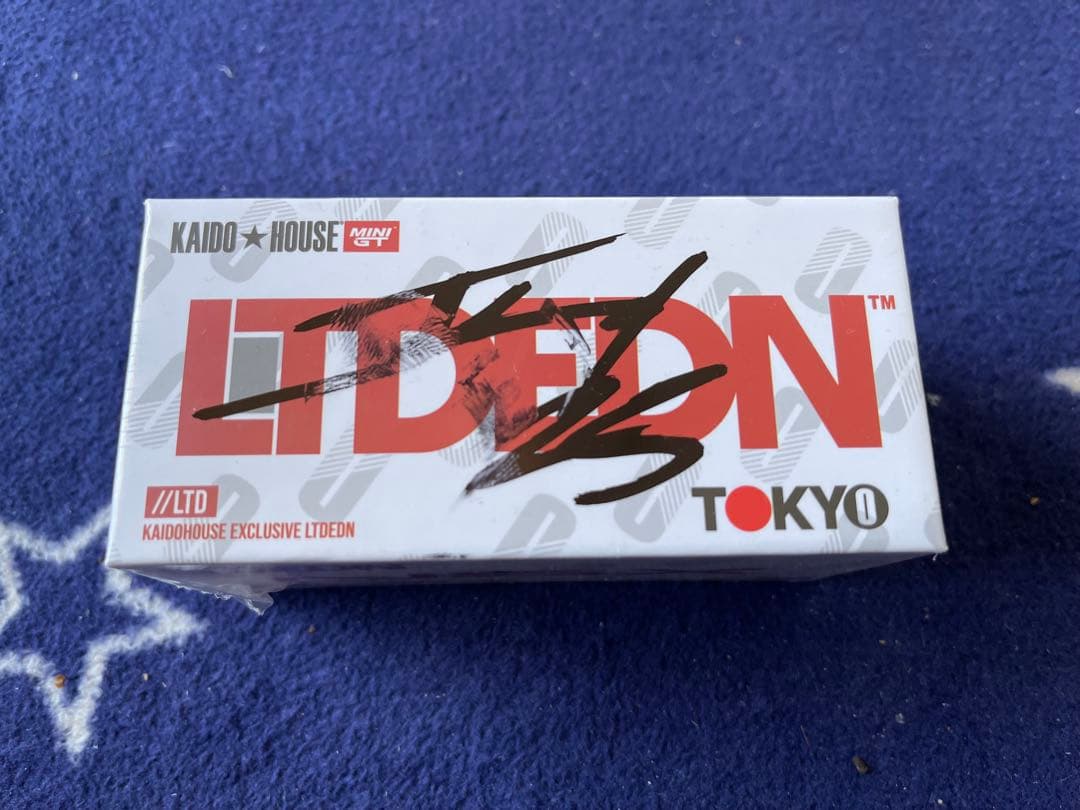 KAIDO★HOUSE MINI GT
LTDEDN™
//LTD
KAIDOHOUSE EXCLUSIVE LTDEDN
TOKYO